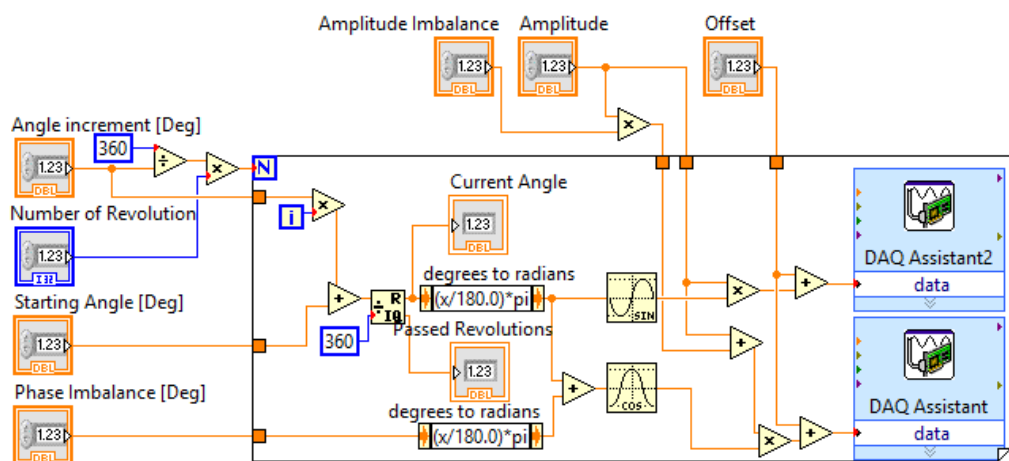 Amplitude Imbalance
Amplitude
Offset
1.23
DBL
1.23
DBL
1.23
DBL
×
Angle increment [Deg]
1.23
DBL
360
÷
×
N
Number of Revolution
1.23
I32
i
×
Current Angle
1.23
DBL
DAQ Assistant2
data
Starting Angle [Deg]
1.23
DBL
+
360
R
÷
IQ
degrees to radians
(x/180.0)*pi
SIN
×
+
Passed Revolutions
1.23
DBL
+
Phase Imbalance [Deg]
1.23
DBL
degrees to radians
(x/180.0)*pi
+
COS
×
+
DAQ Assistant
data